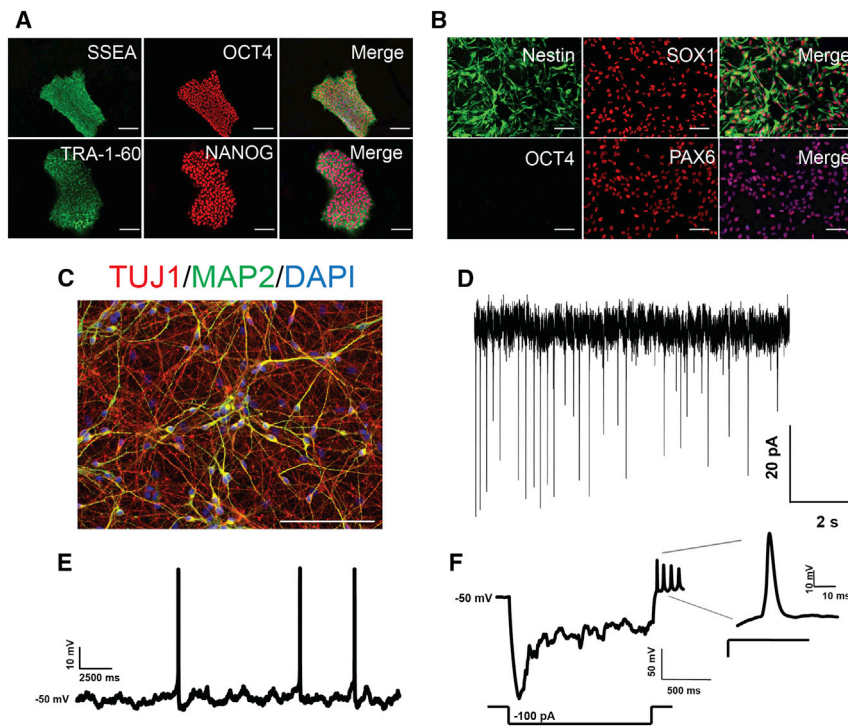 A
SSEA
OCT4
Merge
TRA-1-60
NANOG
Merge
B
Nestin
SOX1
Merge
OCT4
PAX6
Merge
C
TUJ1/MAP2/DAPI
D
20 pA
2 s
E
10 mV
2500 ms
-50 mV
F
-50 mV
10 mV
10 ms
50 mV
500 ms
-100 pA